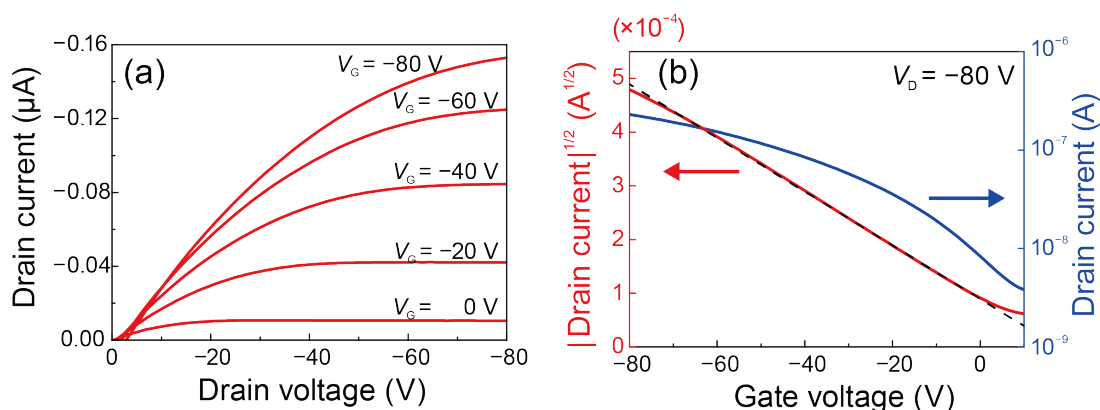 (a)
−0.16
−0.12
−0.08
−0.04
0.00
Drain current (µA)
V_G = −80 V
V_G = −60 V
V_G = −40 V
V_G = −20 V
V_G = 0 V
0
−20
−40
−60
−80
Drain voltage (V)
(×10⁻⁴)
(b)
V_D = −80 V
5
4
3
2
1
0
|Drain current|^1/2 (A^1/2)
10⁻⁶
10⁻⁷
10⁻⁸
10⁻⁹
Drain current (A)
−80
−60
−40
−20
0
Gate voltage (V)